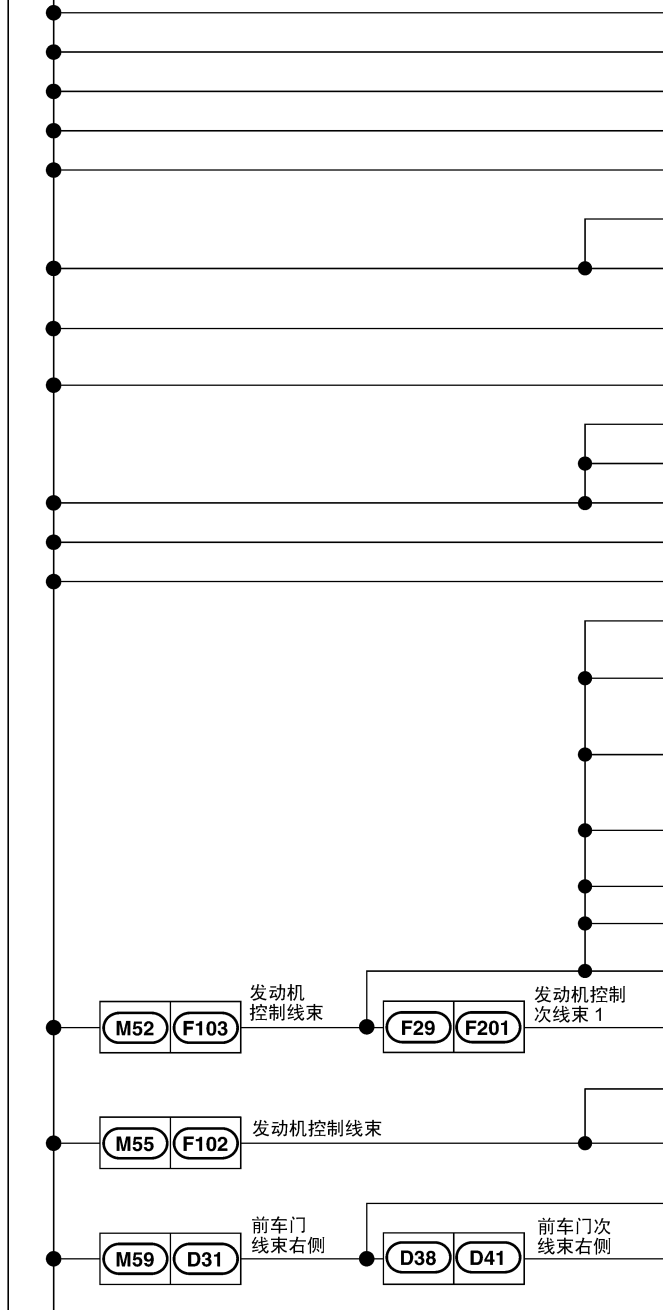 发动机
控制线束
发动机控制
次线束 1
M52 F103 F29 F201
发动机控制线束
M55 F102
前车门
线束右侧
前车门次
线束右侧
M59 D31 D38 D41